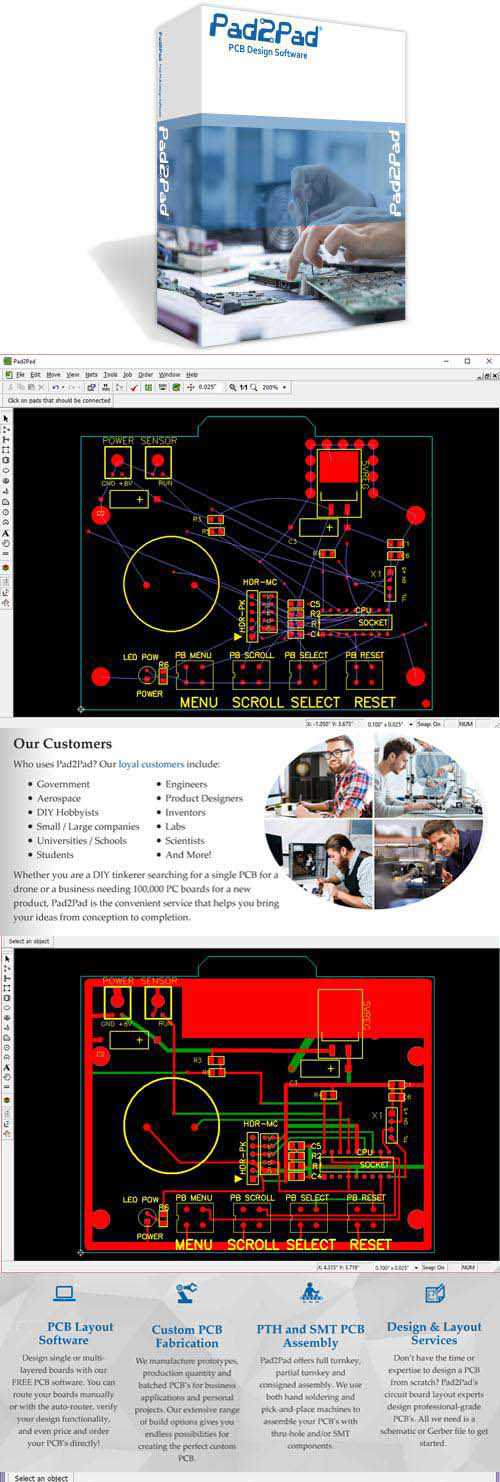 Pad2Pad®
PCB Design Software
Pad2Pad
Pad2Pad
Pad2Pad
Pad2Pad
File Edit Move View Nets Tools Job Order Window Help
0.025" 1:1 200%
Click on pads that should be connected
POWER SENSOR
GND +8V RUN
5VREG
R3
C3
X1
HDR-MC
HDR-PK
C5
R2
R1
C4
CPU
SOCKET
LED POW
R6
PB MENU PB SCROLL PB SELECT PB RESET
POWER
MENU SCROLL SELECT RESET
X: -1.050" Y: 3.675" 0.100" x 0.025" Snap: On NUM
Our Customers
Who uses Pad2Pad? Our loyal customers include:
• Government
• Aerospace
• DIY Hobbyists
• Small / Large companies
• Universities / Schools
• Students
• Engineers
• Product Designers
• Inventors
• Labs
• Scientists
• And More!
Whether you are a DIY tinkerer searching for a single PCB for a
drone or a business needing 100,000 PC boards for a new
product, Pad2Pad is the convenient service that helps you bring
your ideas from conception to completion.
Select an object
POWER SENSOR
GND +8V RUN
5VREG
R3
X1
HDR-MC
HDR-PK
C5
R2
R1
C4
CPU
SOCKET
LED POW
R6
PB MENU PB SCROLL PB SELECT PB RESET
POWER
MENU SCROLL SELECT RESET
X: 4.315" Y: 3.719" 0.100" x 0.025" Snap: On NUM
PCB Layout
Software
Design single or multi-
layered boards with our
FREE PCB software. You can
route your boards manually
or with the auto-router, verify
your design functionality,
and even price and order
your PCB's directly!
Custom PCB
Fabrication
We manufacture prototypes,
production quantity and
batched PCB's for business
applications and personal
projects. Our extensive range
of build options gives you
endless possibilities for
creating the perfect custom
PCB.
PTH and SMT PCB
Assembly
Pad2Pad offers full turnkey,
partial turnkey and
consigned assembly. We use
both hand soldering and
pick-and-place machines to
assemble your PCB's with
thru-hole and/or SMT
components.
Design & Layout
Services
Don't have the time or
expertise to design a PCB
from scratch? Pad2Pad's
circuit board layout experts
design professional-grade
PCB's. All we need is a
schematic or Gerber file to get
started.
Select an object